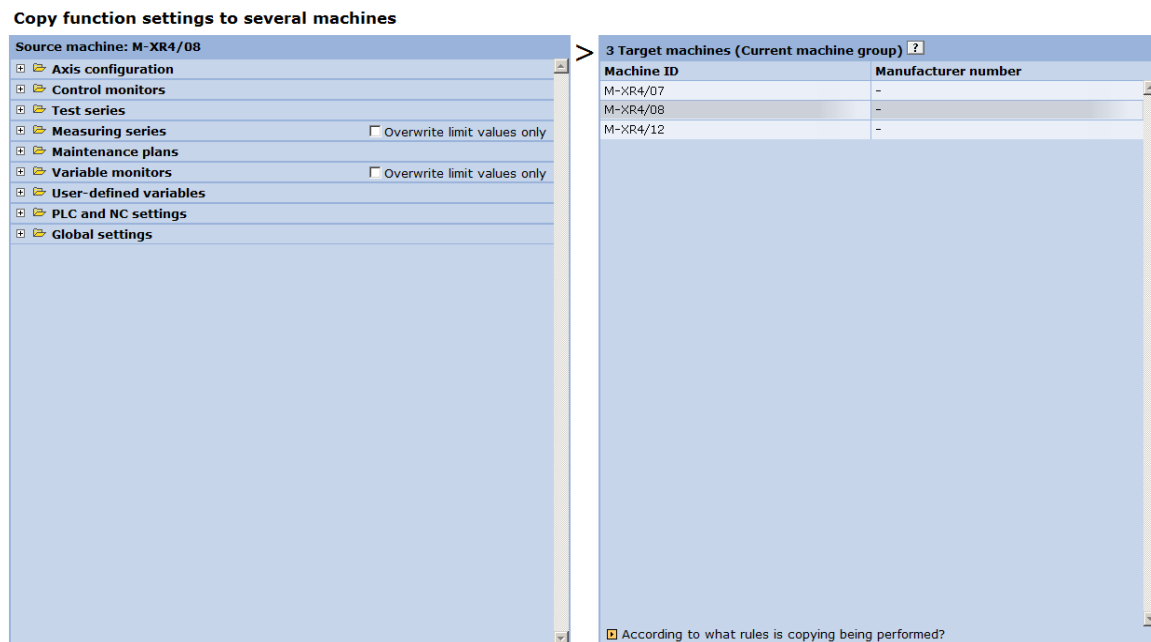 Copy function settings to several machines
Source machine: M-XR4/08
Axis configuration
Control monitors
Test series
Measuring series Overwrite limit values only
Maintenance plans
Variable monitors Overwrite limit values only
User-defined variables
PLC and NC settings
Global settings
>
3 Target machines (Current machine group) ?
Machine ID Manufacturer number
M-XR4/07 -
M-XR4/08 -
M-XR4/12 -
According to what rules is copying being performed?